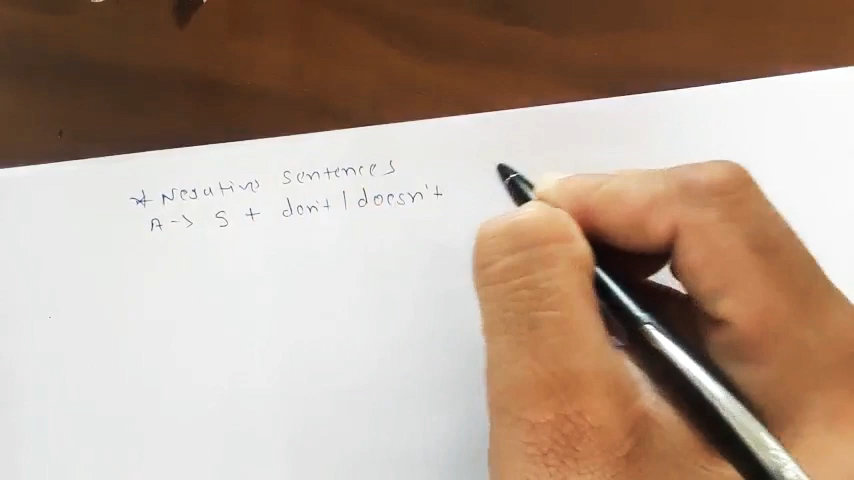 * Negative sentences
A -> S + don't / doesn't